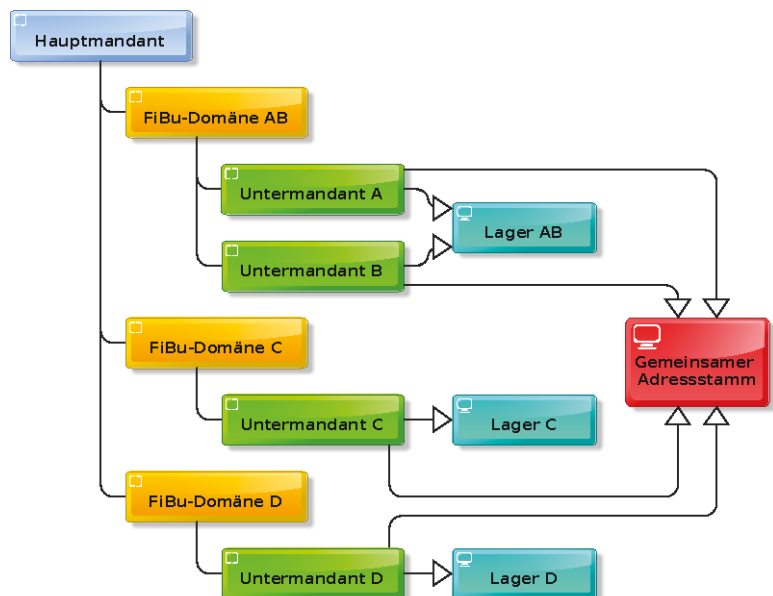 Hauptmandant
FiBu-Domäne AB
Untermandant A
Lager AB
Untermandant B
FiBu-Domäne C
Gemeinsamer
Adressstamm
Untermandant C
Lager C
FiBu-Domäne D
Untermandant D
Lager D